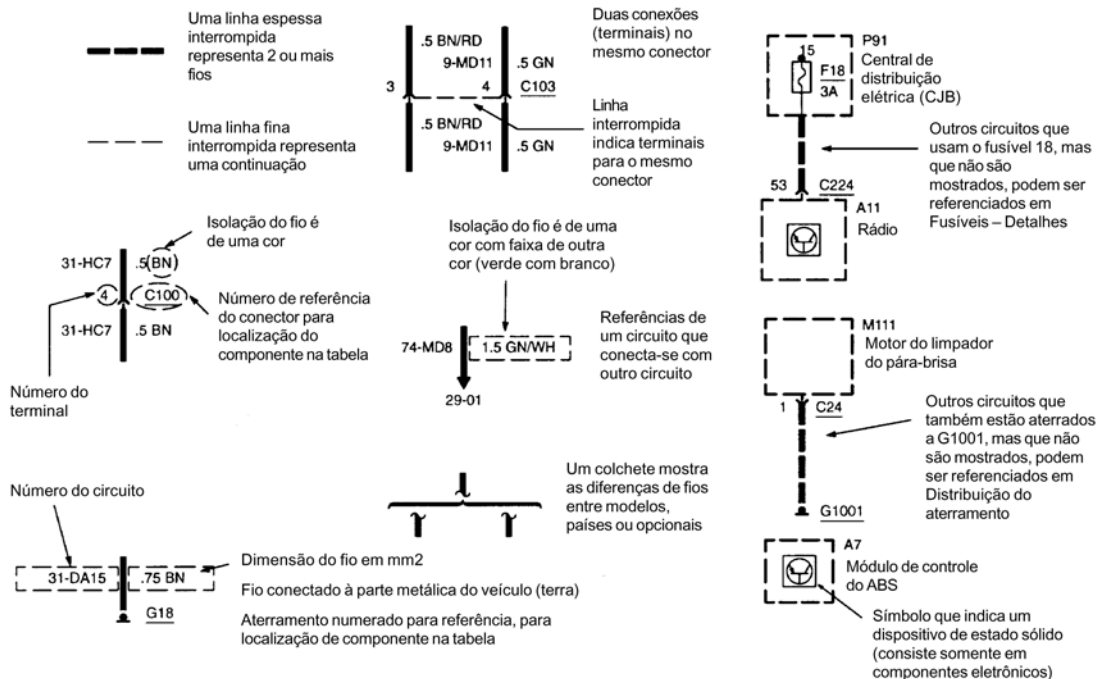 Uma linha espessa
interrompida
representa 2 ou mais
fios
Uma linha fina
interrompida representa
uma continuação
Isolação do fio é
de uma cor
31-HC7
.5 (BN)
4
C100
31-HC7
.5 BN
Número de referência
do conector para
localização do
componente na tabela
Número do
terminal
Número do circuito
31-DA15
.75 BN
G18
Dimensão do fio em mm2
Fio conectado à parte metálica do veículo (terra)
Aterramento numerado para referência, para
localização de componente na tabela
.5 BN/RD
9-MD11
.5 GN
3
4
C103
.5 BN/RD
9-MD11
.5 GN
Duas conexões
(terminais) no
mesmo conector
Linha
interrompida
indica terminais
para o mesmo
conector
Isolação do fio é de uma
cor com faixa de outra
cor (verde com branco)
74-MD8
1.5 GN/WH
29-01
Referências de
um circuito que
conecta-se com
outro circuito
Um colchete mostra
as diferenças de fios
entre modelos,
países ou opcionais
15
F18
3A
P91
Central de
distribuição
elétrica (CJB)
Outros circuitos que
usam o fusível 18, mas
que não são
mostrados, podem ser
referenciados em
Fusíveis – Detalhes
53
C224
A11
Rádio
M111
Motor do limpador
do pára-brisa
1
C24
Outros circuitos que
também estão aterrados
a G1001, mas que não
são mostrados, podem
ser referenciados em
Distribuição do
aterramento
G1001
A7
Módulo de controle
do ABS
Símbolo que indica um
dispositivo de estado sólido
(consiste somente em
componentes eletrônicos)